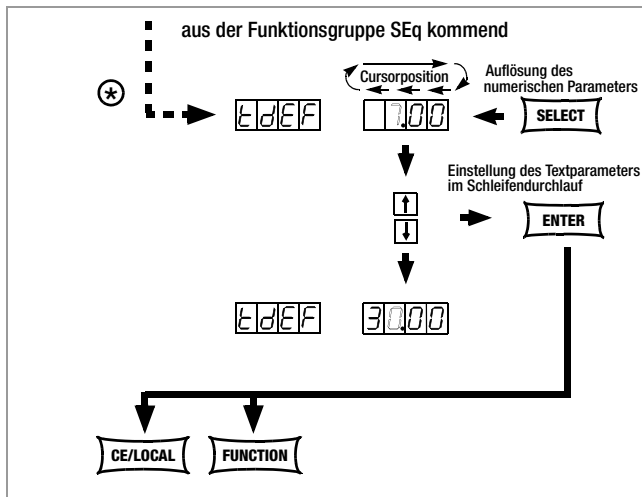 aus der Funktionsgruppe SEq kommend
Cursorposition
Auflösung des
numerischen Parameters
tdEF
1.00
SELECT
Einstellung des Textparameters
im Schleifendurchlauf
↑
↓
ENTER
tdEF
30.00
CE/LOCAL
FUNCTION